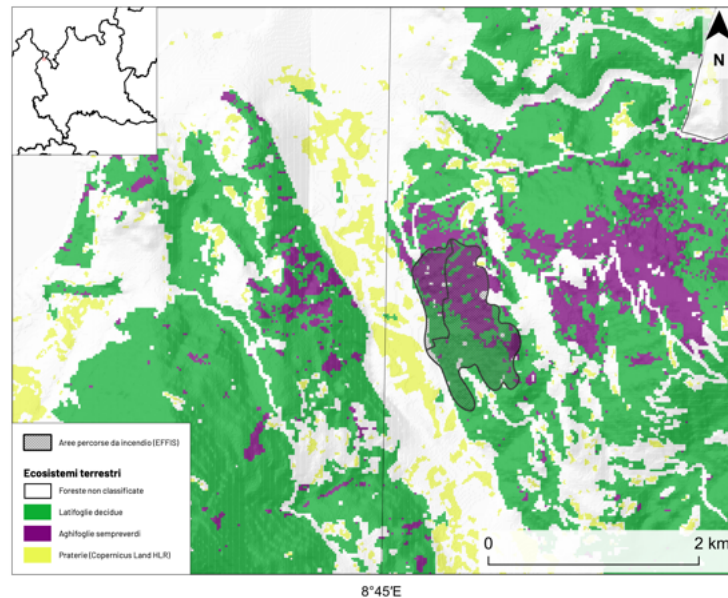 N
Aree percorse da incendio (EFFIS)
Ecosistemi terrestri
Foreste non classificate
Latifoglie decidue
Aghifoglie sempreverdi
Praterie (Copernicus Land HLR)
0 2 km
8°45'E